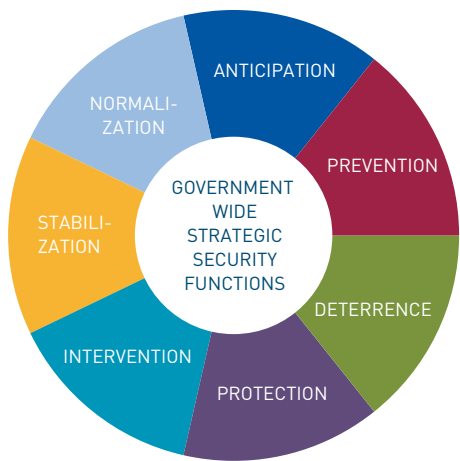 ANTICIPATION
PREVENTION
DETERRENCE
PROTECTION
INTERVENTION
STABILI-
ZATION
NORMALI-
ZATION
GOVERNMENT
WIDE
STRATEGIC
SECURITY
FUNCTIONS